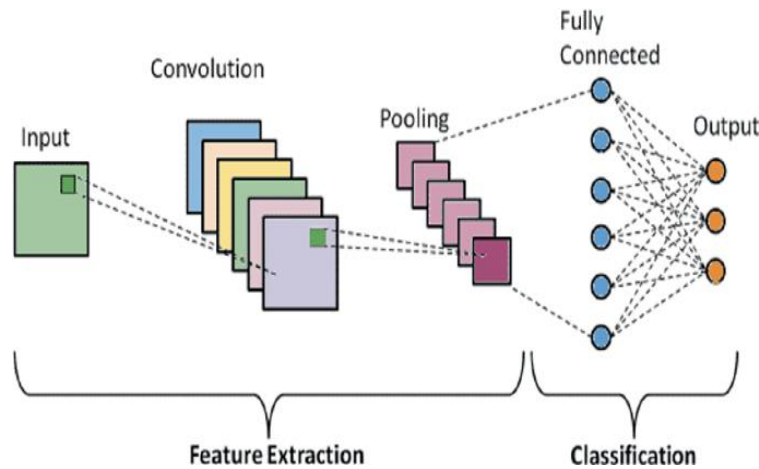 Input
Convolution
Pooling
Fully
Connected
Output
Feature Extraction
Classification